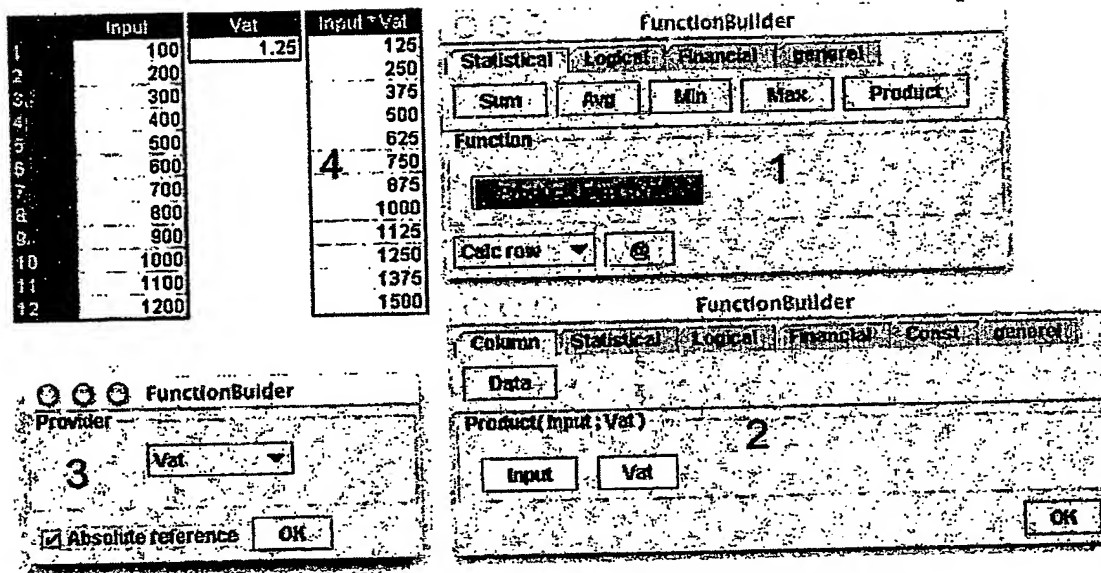 Input Vat Input * Vat
1 100 1.25 125
2 200 250
3 300 375
4 400 500
5 500 625
6 600 750
7 700 875
8 800 1000
9 900 1125
10 1000 1250
11 1100 1375
12 1200 1500
4
FunctionBuilder
Statistical Logical Financial general
Sum Avg Min Max Product
Function
1
Calc row @
FunctionBuilder
Column Statistical Logical Financial Const general
Data
Product(Input;Vat)
2
Input Vat
OK
FunctionBuider
Provider
Vat
3
Absolute reference OK